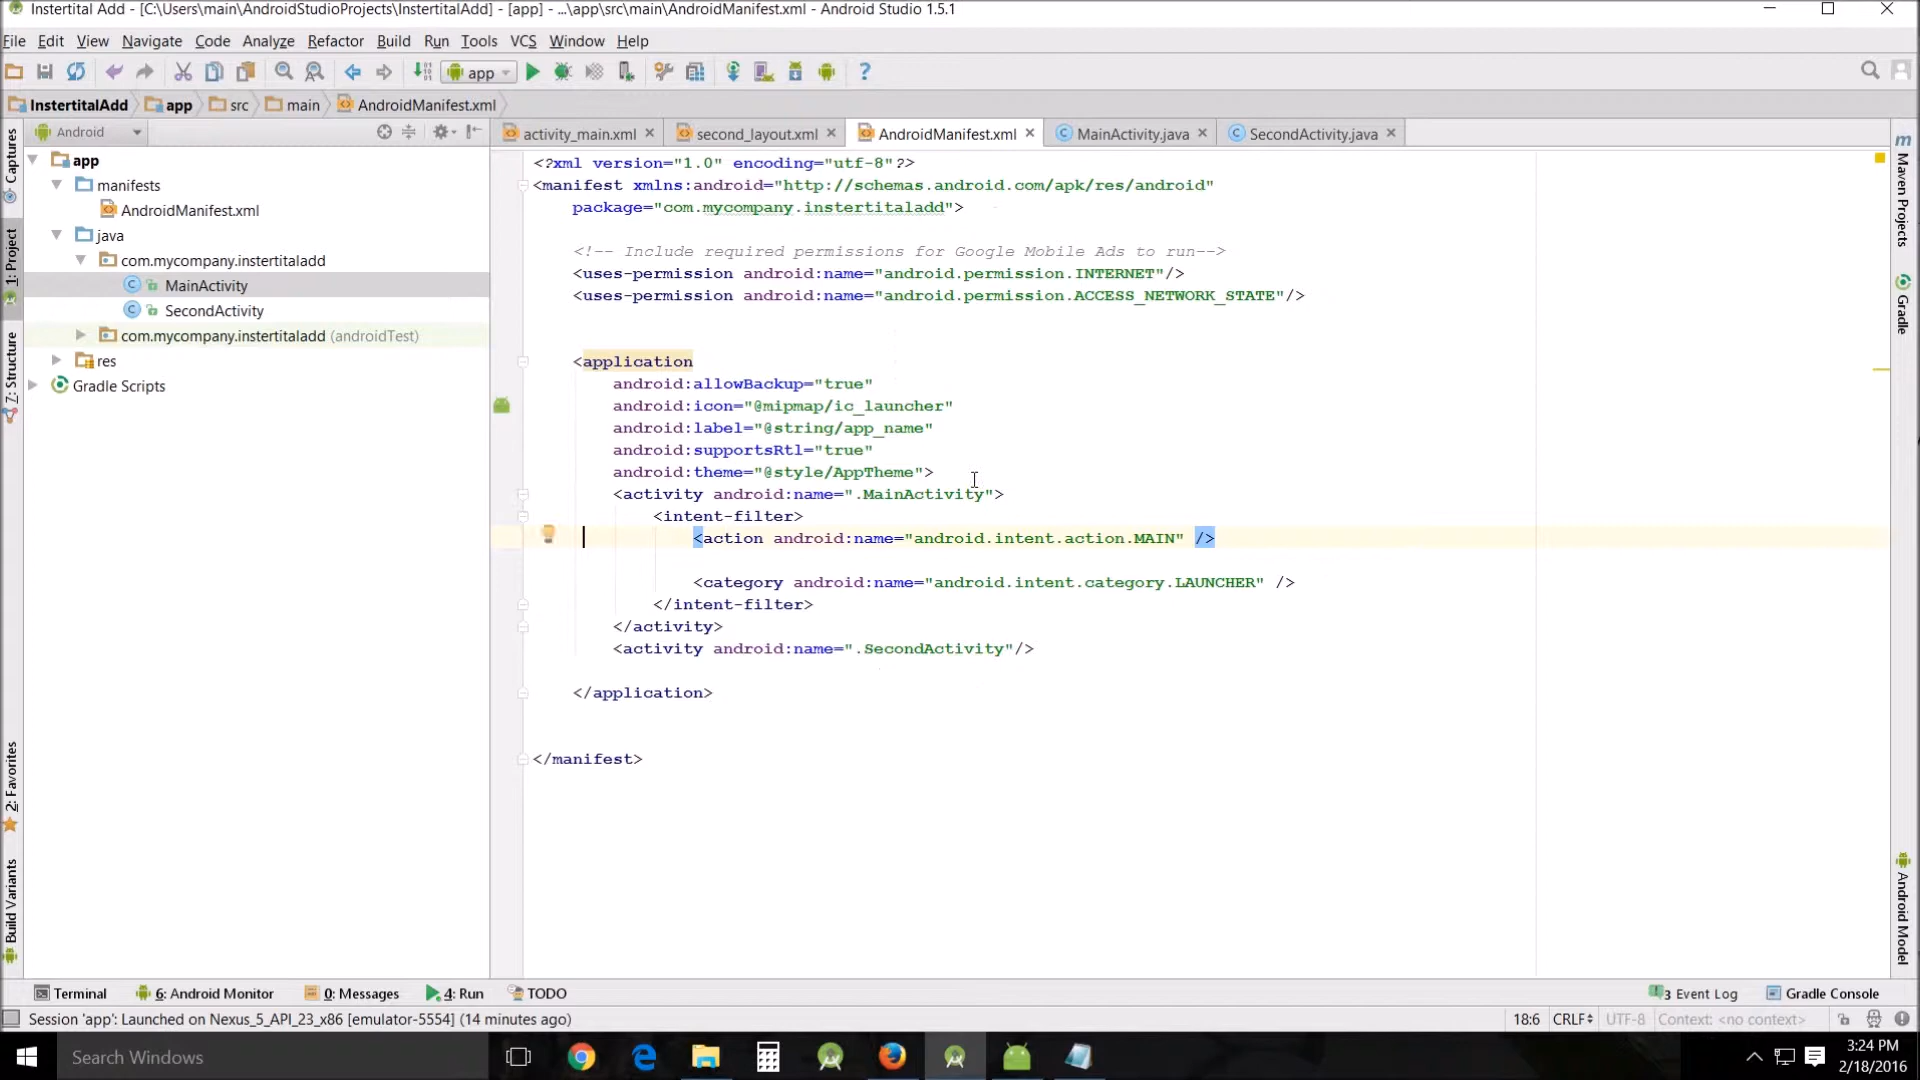 Instertital Add - [C:\Users\main\AndroidStudioProjects\InstertitalAdd] - [app] - ...\app\src\main\AndroidManifest.xml - Android Studio 1.5.1
File Edit View Navigate Code Analyze Refactor Build Run Tools VCS Window Help
app
InstertitalAdd app src main AndroidManifest.xml
Android
activity_main.xml second_layout.xml AndroidManifest.xml MainActivity.java SecondActivity.java
Captures
1: Project
Z: Structure
2: Favorites
Build Variants
app
manifests
AndroidManifest.xml
java
com.mycompany.instertitaladd
MainActivity
SecondActivity
com.mycompany.instertitaladd (androidTest)
res
Gradle Scripts
<?xml version="1.0" encoding="utf-8"?>
<manifest xmlns:android="http://schemas.android.com/apk/res/android"
package="com.mycompany.instertitaladd">
<!-- Include required permissions for Google Mobile Ads to run-->
<uses-permission android:name="android.permission.INTERNET"/>
<uses-permission android:name="android.permission.ACCESS_NETWORK_STATE"/>
<application
android:allowBackup="true"
android:icon="@mipmap/ic_launcher"
android:label="@string/app_name"
android:supportsRtl="true"
android:theme="@style/AppTheme">
<activity android:name=".MainActivity">
<intent-filter>
<action android:name="android.intent.action.MAIN" />
<category android:name="android.intent.category.LAUNCHER" />
</intent-filter>
</activity>
<activity android:name=".SecondActivity"/>
</application>
</manifest>
m
Maven Projects
Gradle
Android Model
Terminal 6: Android Monitor 0: Messages 4: Run TODO
3 Event Log Gradle Console
Session 'app': Launched on Nexus_5_API_23_x86 [emulator-5554] (14 minutes ago)
18:6 CRLF UTF-8 Context: <no context>
Search Windows
3:24 PM
2/18/2016